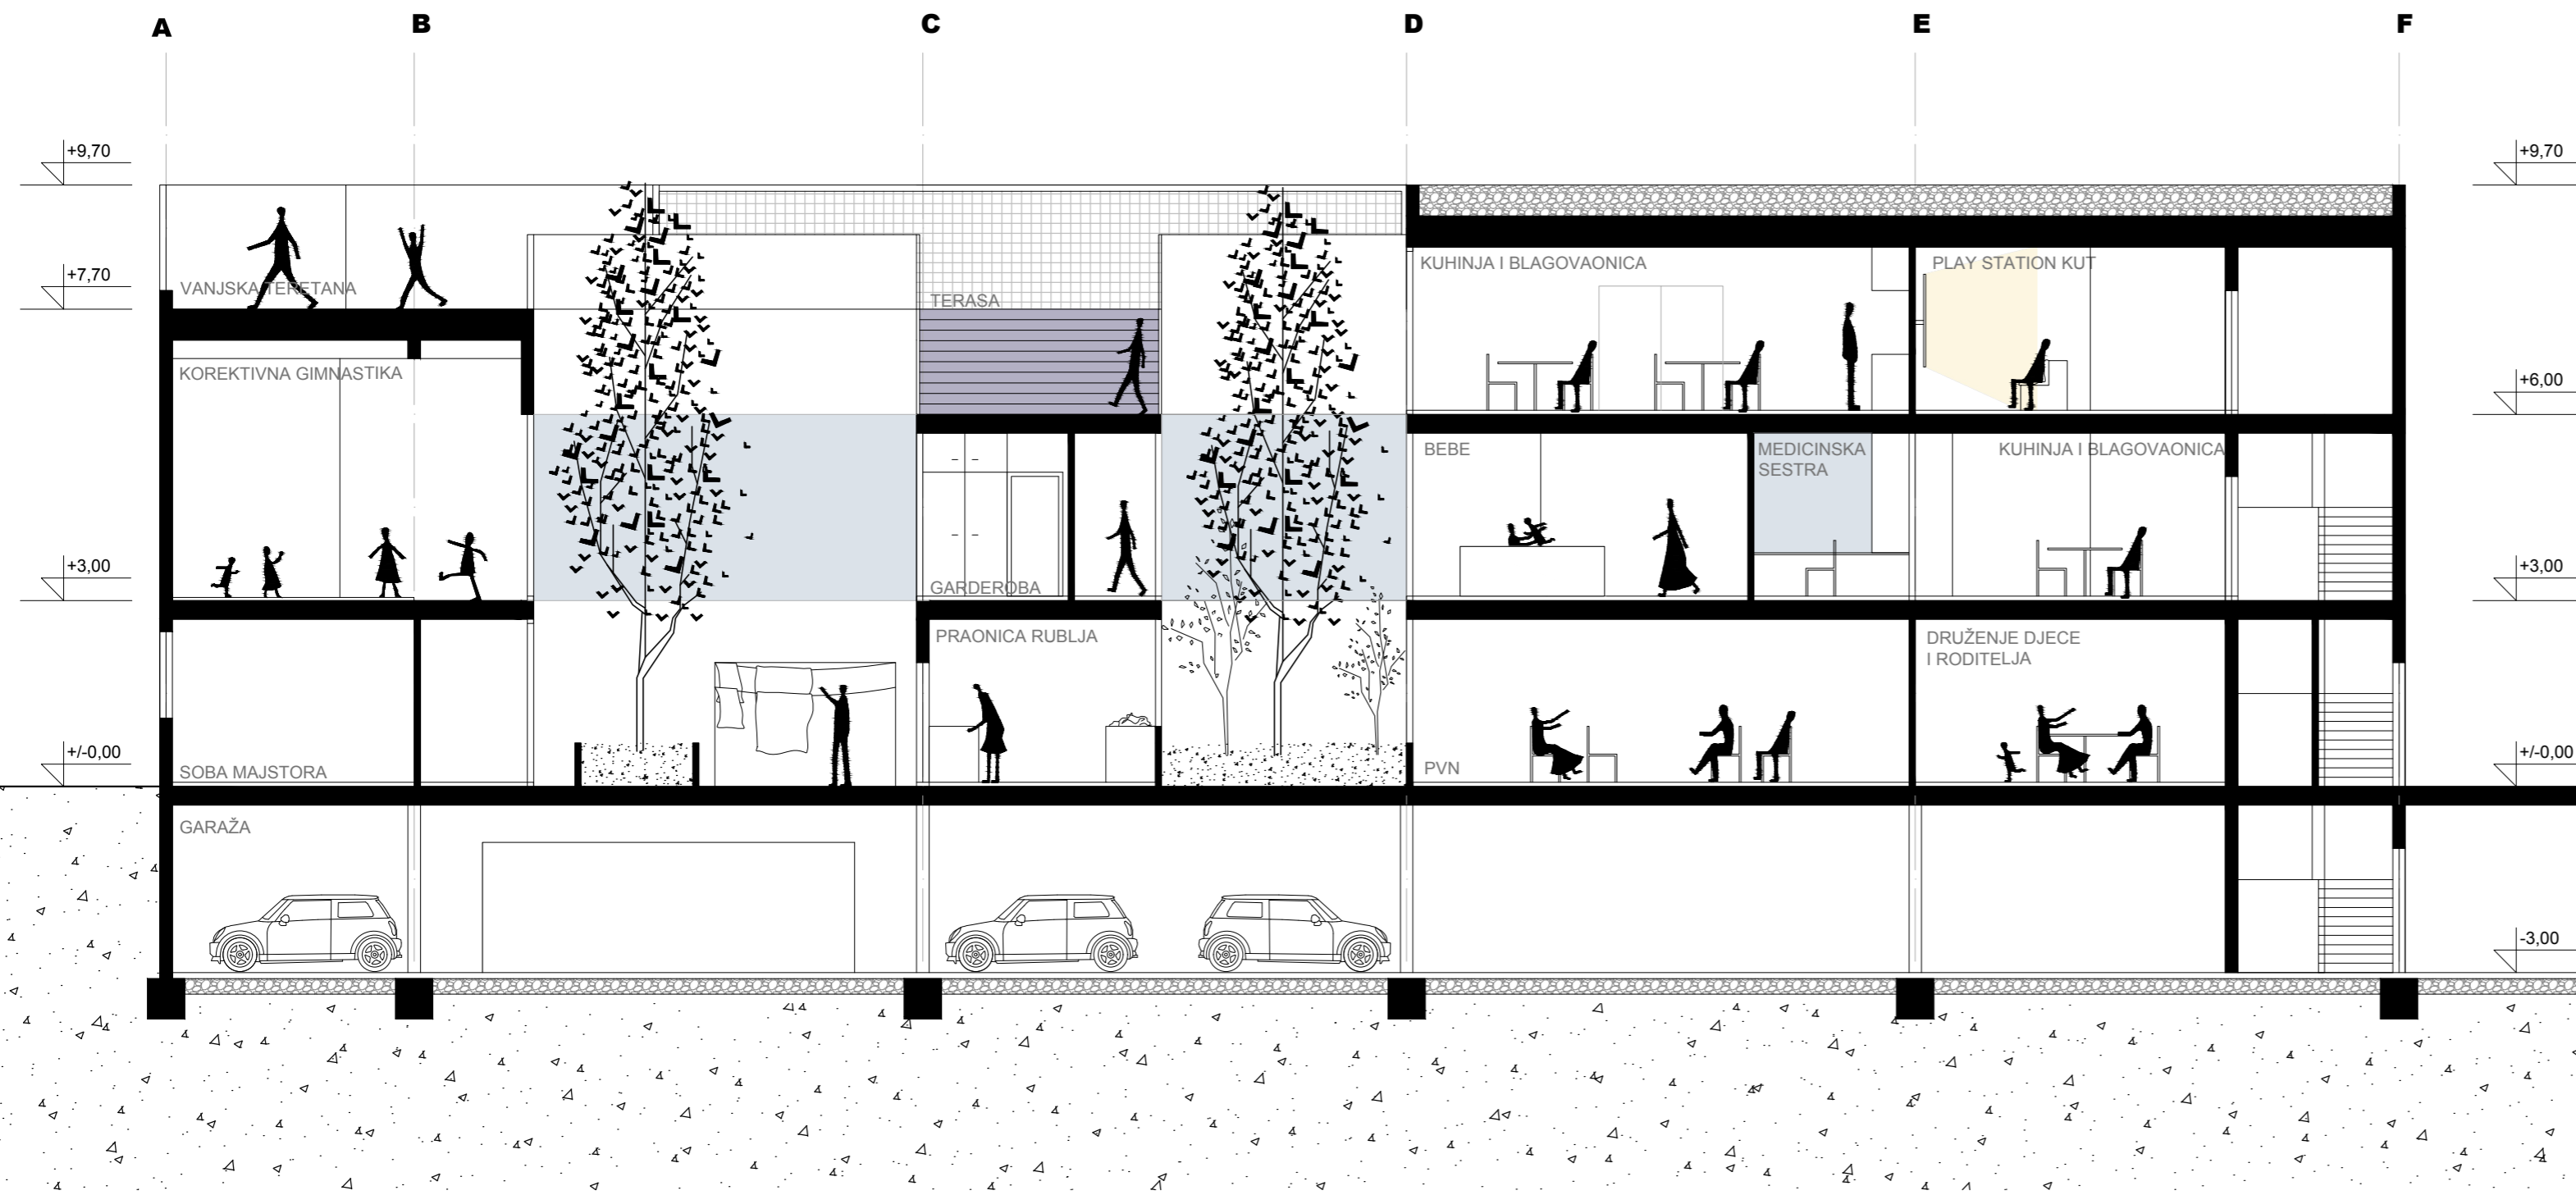 A B C D E F
+9,70 +9,70
KUHINJA I BLAGOVAONICA PLAY STATION KUT
+7,70 VANJSKA TERETANA TERASA
KOREKTIVNA GIMNASTIKA +6,00
BEBE MEDICINSKA KUHINJA I BLAGOVAONICA
SESTRA
+3,00 GARDEROBA +3,00
PRAONICA RUBLJA DRUŽENJE DJECE
I RODITELJA
+/-0,00 SOBA MAJSTORA PVN +/-0,00
GARAŽA
-3,00